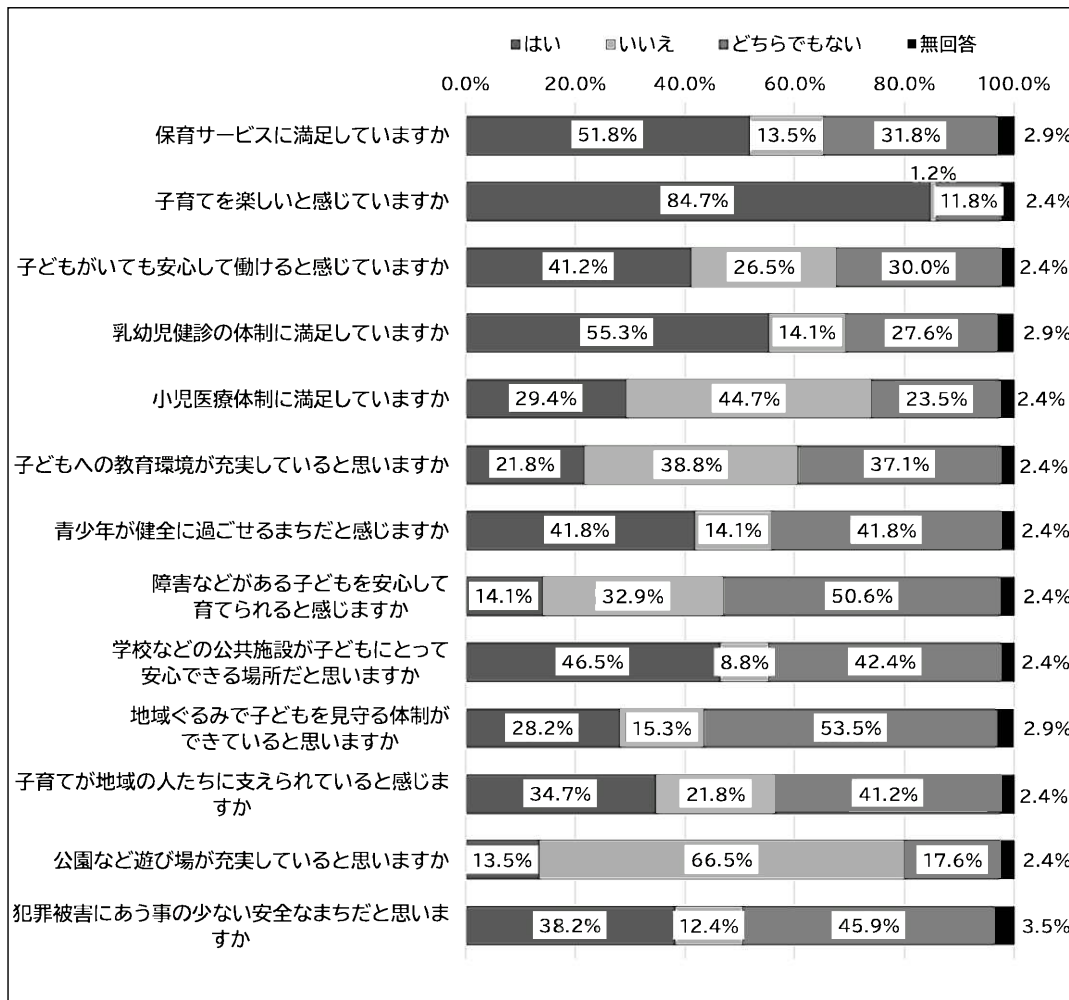 ■はい ■いいえ ■どちらでもない ■無回答
0.0% 20.0% 40.0% 60.0% 80.0% 100.0%
保育サービスに満足していますか 51.8% 13.5% 31.8% 2.9%
子育てを楽しいと感じていますか 84.7% 1.2% 11.8% 2.4%
子どもがいても安心して働けると感じていますか 41.2% 26.5% 30.0% 2.4%
乳幼児健診の体制に満足していますか 55.3% 14.1% 27.6% 2.9%
小児医療体制に満足していますか 29.4% 44.7% 23.5% 2.4%
子どもへの教育環境が充実していると思いますか 21.8% 38.8% 37.1% 2.4%
青少年が健全に過ごせるまちだと感じますか 41.8% 14.1% 41.8% 2.4%
障害などがある子どもを安心して
育てられると感じますか 14.1% 32.9% 50.6% 2.4%
学校などの公共施設が子どもにとって
安心できる場所だと思いますか 46.5% 8.8% 42.4% 2.4%
地域ぐるみで子どもを見守る体制が
できていると思いますか 28.2% 15.3% 53.5% 2.9%
子育てが地域の人たちに支えられていると感じま
すか 34.7% 21.8% 41.2% 2.4%
公園など遊び場が充実していると思いますか 13.5% 66.5% 17.6% 2.4%
犯罪被害にあう事の少ない安全なまちだと思いま
すか 38.2% 12.4% 45.9% 3.5%